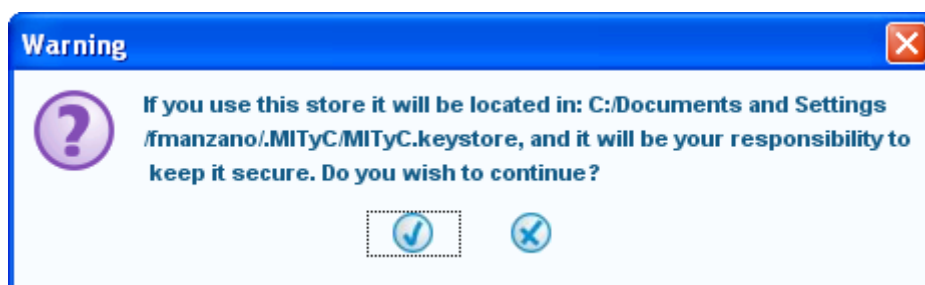 Warning
If you use this store it will be located in: C:/Documents and Settings
/fmanzano/.MITyC/MITyC.keystore, and it will be your responsibility to
keep it secure. Do you wish to continue?